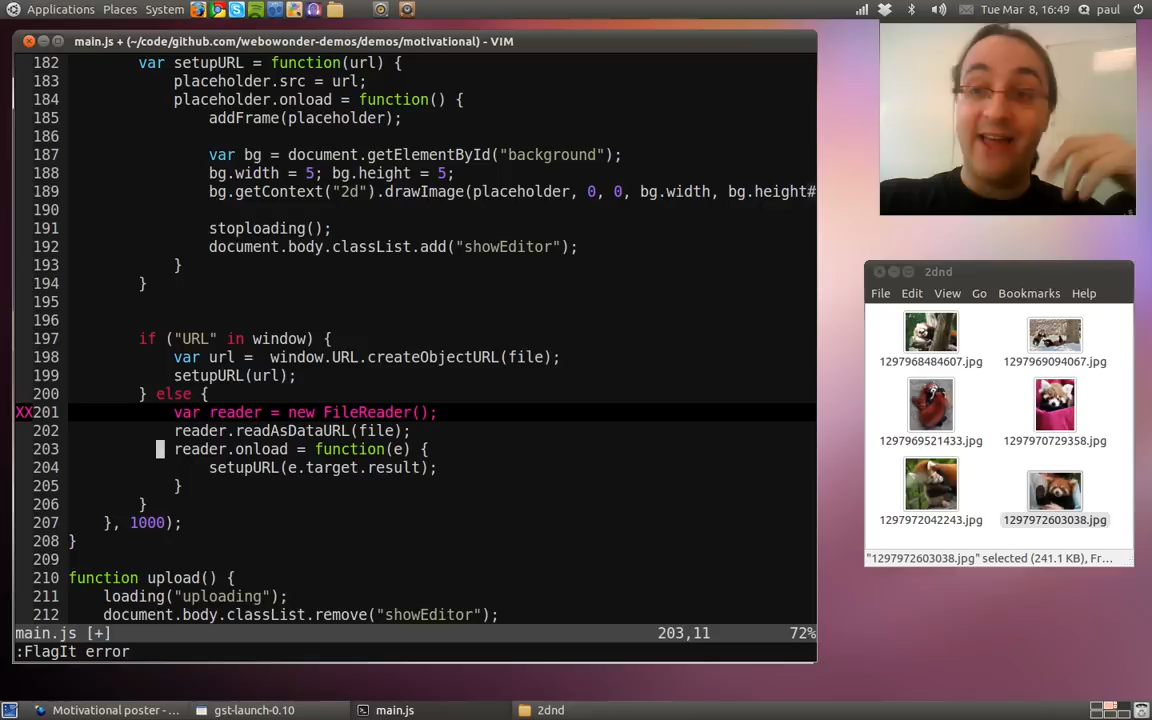 Applications Places System
Tue Mar 8, 16:49 paul
main.js + (~/code/github.com/webowonder-demos/demos/motivational) - VIM
182 var setupURL = function(url) {
183 placeholder.src = url;
184 placeholder.onload = function() {
185 addFrame(placeholder);
186
187 var bg = document.getElementById("background");
188 bg.width = 5; bg.height = 5;
189 bg.getContext("2d").drawImage(placeholder, 0, 0, bg.width, bg.height#
190
191 stoploading();
192 document.body.classList.add("showEditor");
193 }
194 }
195
196
197 if ("URL" in window) {
198 var url =  window.URL.createObjectURL(file);
199 setupURL(url);
200 } else {
XX201 var reader = new FileReader();
202 reader.readAsDataURL(file);
203 reader.onload = function(e) {
204 setupURL(e.target.result);
205 }
206 }
207 }, 1000);
208 }
209
210 function upload() {
211 loading("uploading");
212 document.body.classList.remove("showEditor");
main.js [+] 203,11 72%
:FlagIt error
2dnd
File Edit View Go Bookmarks Help
1297968484607.jpg 1297969094067.jpg
1297969521433.jpg 1297970729358.jpg
1297972042243.jpg 1297972603038.jpg
"1297972603038.jpg" selected (241.1 KB), Fr...
Motivational poster - ... gst-launch-0.10 main.js 2dnd